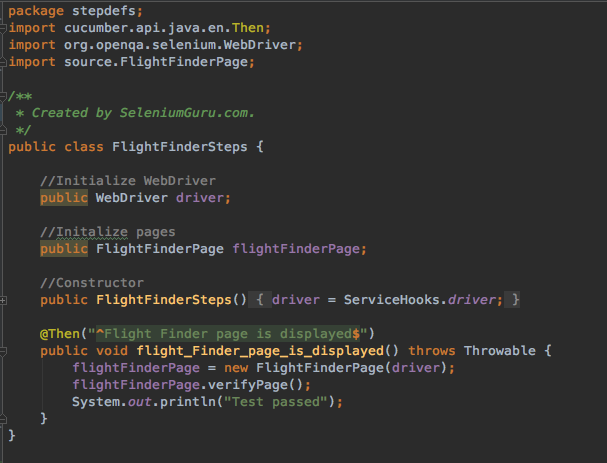 package stepdefs;
import cucumber.api.java.en.Then;
import org.openqa.selenium.WebDriver;
import source.FlightFinderPage;

/**
 * Created by SeleniumGuru.com.
 */
public class FlightFinderSteps {

    //Initialize WebDriver
    public WebDriver driver;

    //Initalize pages
    public FlightFinderPage flightFinderPage;

    //Constructor
    public FlightFinderSteps() { driver = ServiceHooks.driver; }

    @Then("^Flight Finder page is displayed$")
    public void flight_Finder_page_is_displayed() throws Throwable {
        flightFinderPage = new FlightFinderPage(driver);
        flightFinderPage.verifyPage();
        System.out.println("Test passed");
    }
}